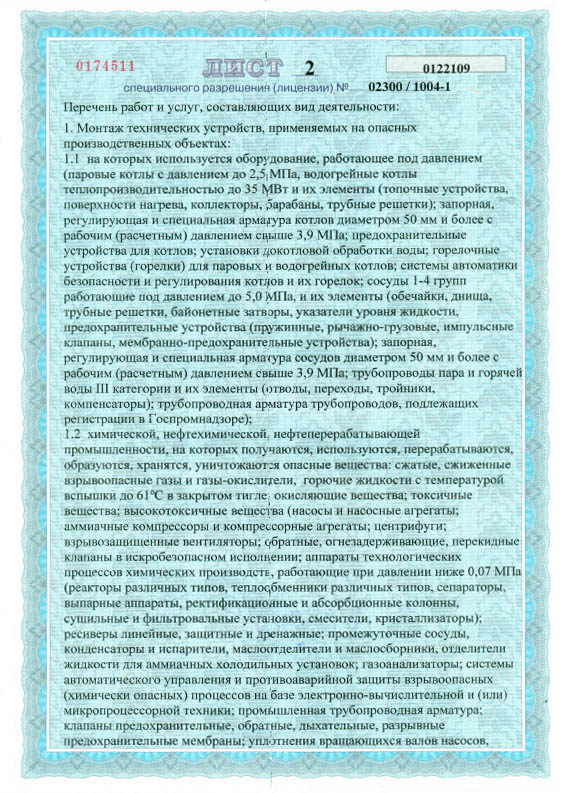 0174511
ЛИСТ 2
0122109
специального разрешения (лицензии) № 02300 / 1004-1
Перечень работ и услуг, составляющих вид деятельности:
1. Монтаж технических устройств, применяемых на опасных
производственных объектах:
1.1 на которых используется оборудование, работающее под давлением
(паровые котлы с давлением до 2,5 МПа, водогрейные котлы
теплопроизводительностью до 35 МВт и их элементы (топочные устройства,
поверхности нагрева, коллекторы, барабаны, трубные решетки); запорная,
регулирующая и специальная арматура котлов диаметром 50 мм и более с
рабочим (расчетным) давлением свыше 3,9 МПа; предохранительные
устройства для котлов; установки докотловой обработки воды; горелочные
устройства (горелки) для паровых и водогрейных котлов; системы автоматики
безопасности и регулирования котлов и их горелок; сосуды 1-4 групп
работающие под давлением до 5,0 МПа, и их элементы (обечайки, днища,
трубные решетки, байонетные затворы, указатели уровня жидкости,
предохранительные устройства (пружинные, рычажно-грузовые, импульсные
клапаны, мембранно-предохранительные устройства); запорная,
регулирующая и специальная арматура сосудов диаметром 50 мм и более с
рабочим (расчетным) давлением свыше 3,9 МПа; трубопроводы пара и горячей
воды III категории и их элементы (отводы, переходы, тройники,
компенсаторы); трубопроводная арматура трубопроводов, подлежащих
регистрации в Госпромнадзоре);
1.2 химической, нефтехимической, нефтеперерабатывающей
промышленности, на которых получаются, используются, перерабатываются,
образуются, хранятся, уничтожаются опасные вещества: сжатые, сжиженные
взрывоопасные газы и газы-окислители, горючие жидкости с температурой
вспышки до 61°С в закрытом тигле, окисляющие вещества; токсичные
вещества; высокотоксичные вещества (насосы и насосные агрегаты;
аммиачные компрессоры и компрессорные агрегаты; центрифуги;
взрывозащищенные вентиляторы; обратные, огнезадерживающие, перекидные
клапаны в искробезопасном исполнении; аппараты технологических
процессов химических производств, работающие при давлении ниже 0,07 МПа
(реакторы различных типов, теплообменники различных типов, сепараторы,
выпарные аппараты, ректификационные и абсорбционные колонны,
сушильные и фильтровальные установки, смесители, кристаллизаторы);
ресиверы линейные, защитные и дренажные; промежуточные сосуды,
конденсаторы и испарители, маслоотделители и маслосборники, отделители
жидкости для аммиачных холодильных установок; газоанализаторы; системы
автоматического управления и противоаварийной защиты взрывоопасных
(химически опасных) процессов на базе электронно-вычислительной и (или)
микропроцессорной техники; промышленная трубопроводная арматура;
клапаны предохранительные, обратные, дыхательные, разрывные
предохранительные мембраны; уплотнения вращающихся валов насосов,